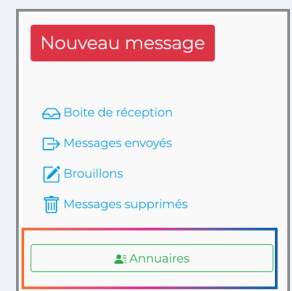 Nouveau message
Boite de réception
Messages envoyés
Brouillons
Messages supprimés
Annuaires